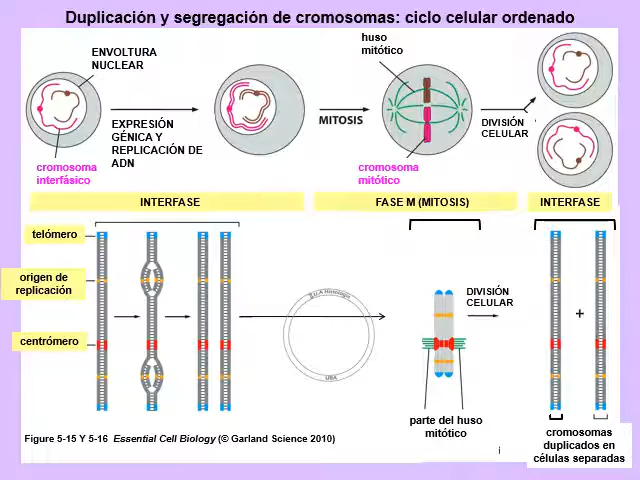 Duplicación y segregación de cromosomas: ciclo celular ordenado
ENVOLTURA
NUCLEAR
huso
mitótico
EXPRESIÓN
GÉNICA Y
REPLICACIÓN DE
ADN
MITOSIS
DIVISIÓN
CELULAR
cromosoma
interfásico
cromosoma
mitótico
INTERFASE
FASE M (MITOSIS)
INTERFASE
telómero
origen de
replicación
centrómero
DIVISIÓN
CELULAR
+
UBA
parte del huso
mitótico
cromosomas
duplicados en
células separadas
Figure 5-15 Y 5-16 Essential Cell Biology (© Garland Science 2010)
i